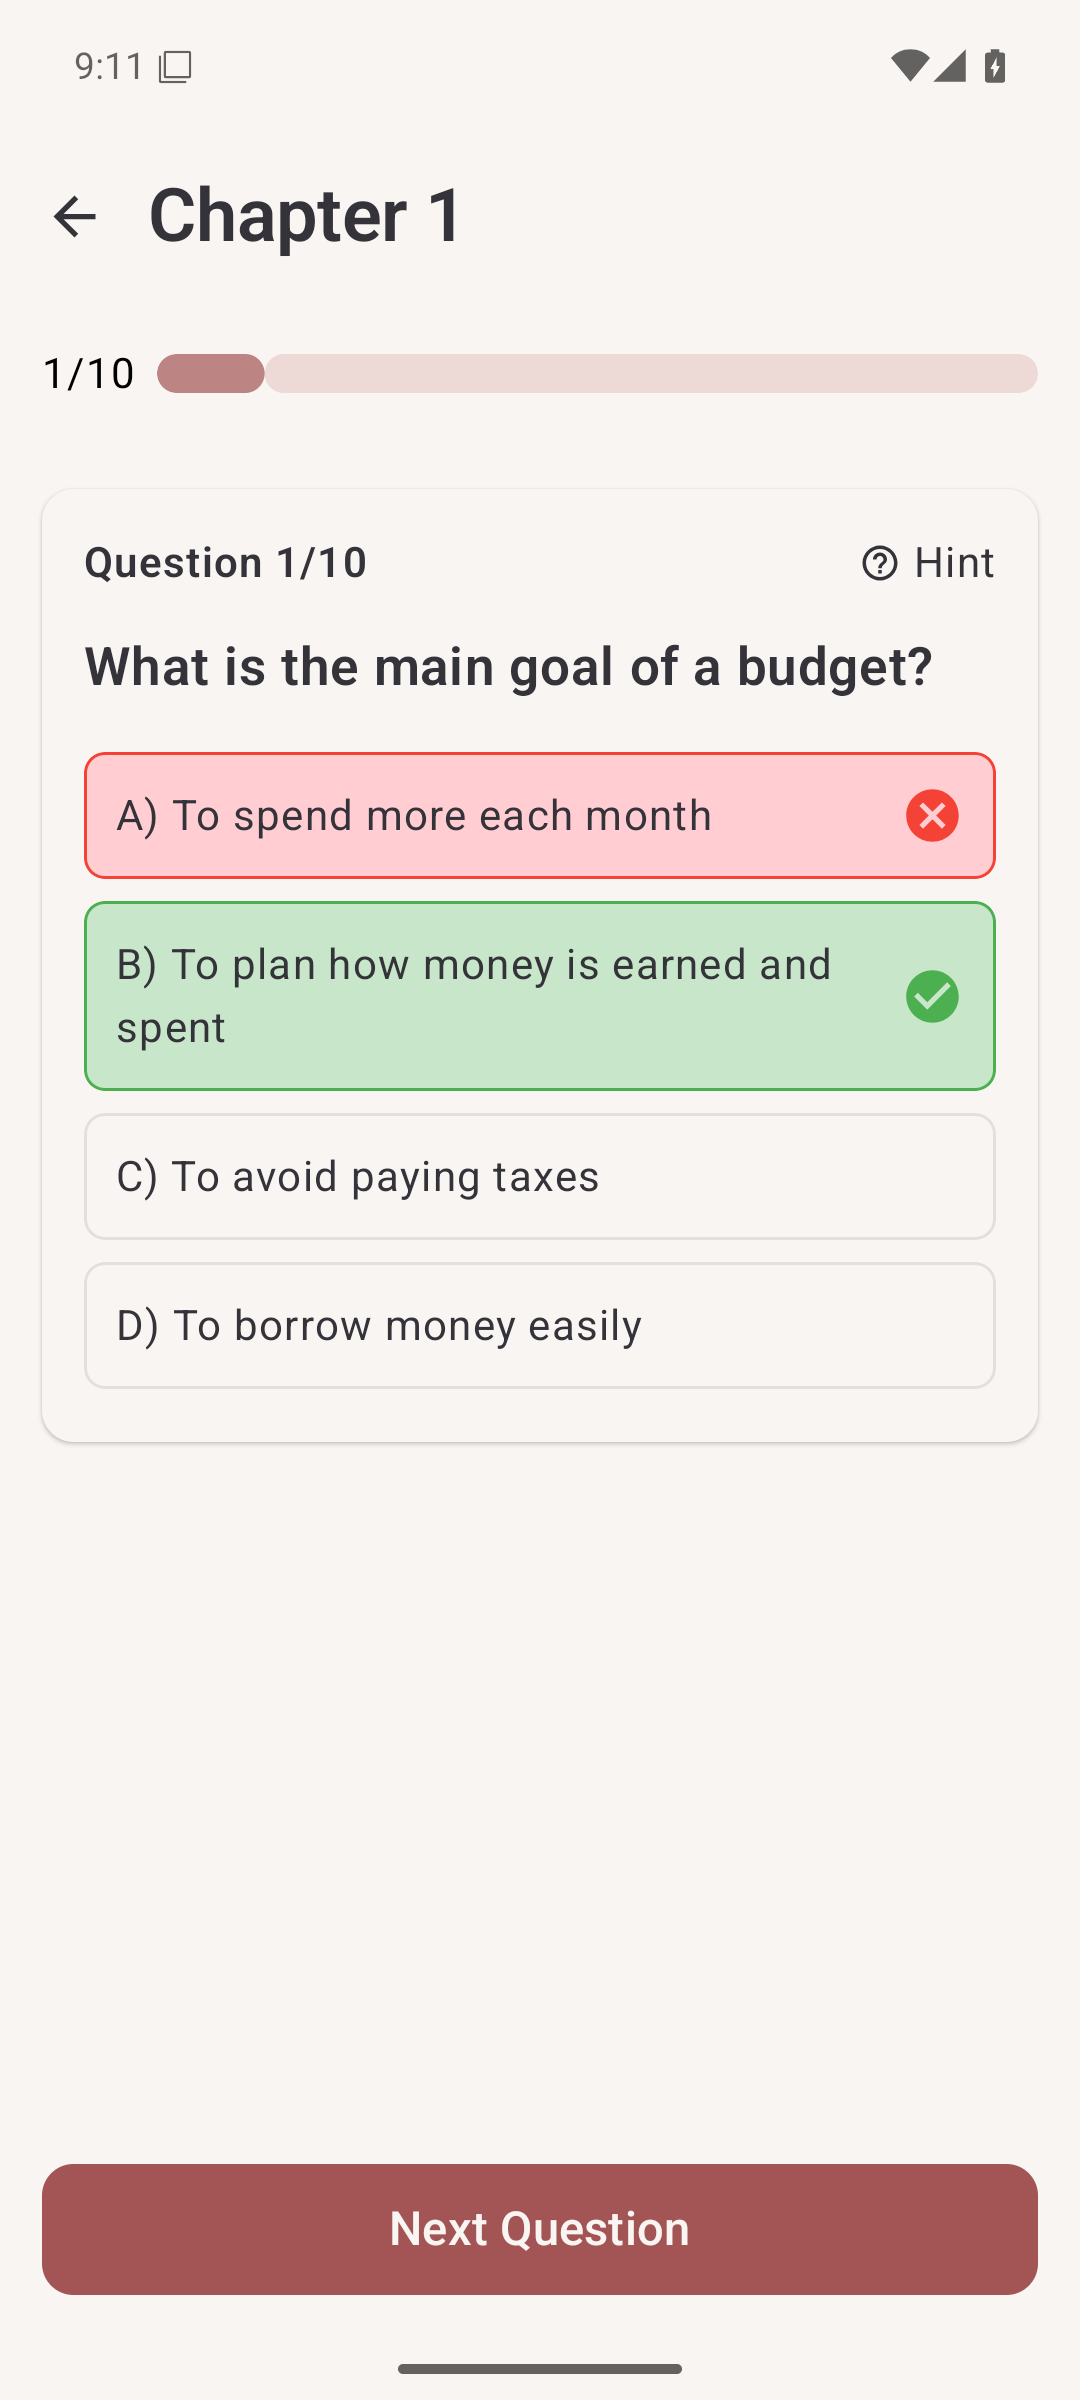 9:11
Chapter 1
1/10
Question 1/10
Hint
What is the main goal of a budget?
A) To spend more each month
B) To plan how money is earned and
spent
C) To avoid paying taxes
D) To borrow money easily
Next Question